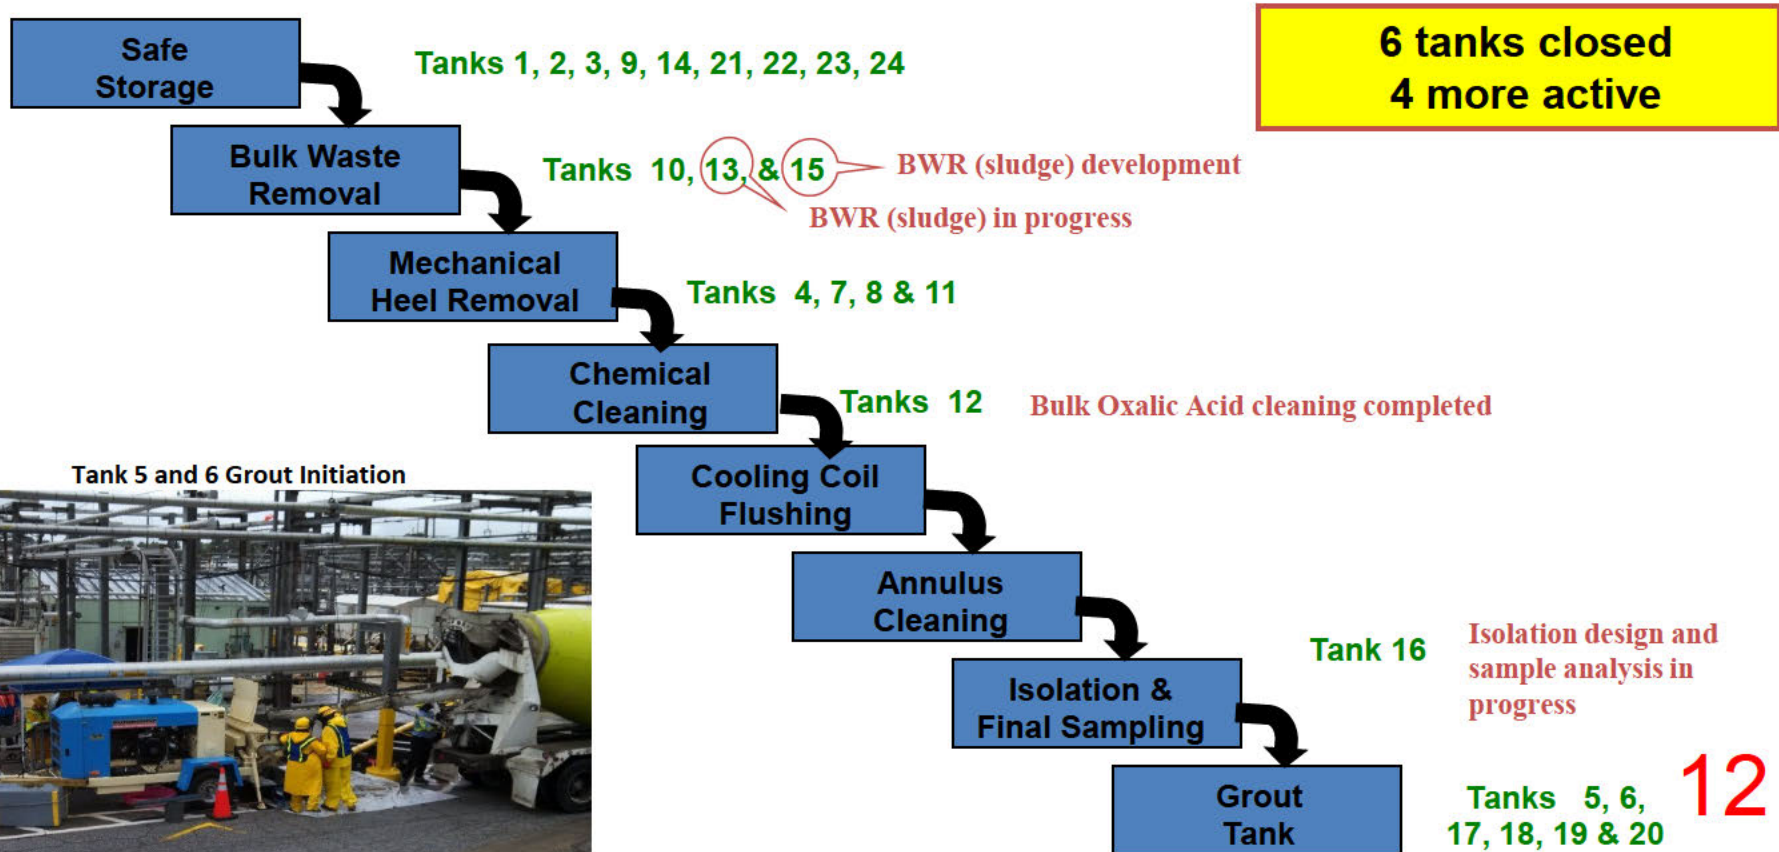 Safe
Storage
Tanks 1, 2, 3, 9, 14, 21, 22, 23, 24
6 tanks closed
4 more active
Bulk Waste
Removal
Tanks 10, 13, & 15
BWR (sludge) development
BWR (sludge) in progress
Mechanical
Heel Removal
Tanks 4, 7, 8 & 11
Chemical
Cleaning
Tanks 12
Bulk Oxalic Acid cleaning completed
Cooling Coil
Flushing
Tank 5 and 6 Grout Initiation
Annulus
Cleaning
Isolation &
Final Sampling
Tank 16
Isolation design and
sample analysis in
progress
Grout
Tank
Tanks 5, 6,
17, 18, 19 & 20
12